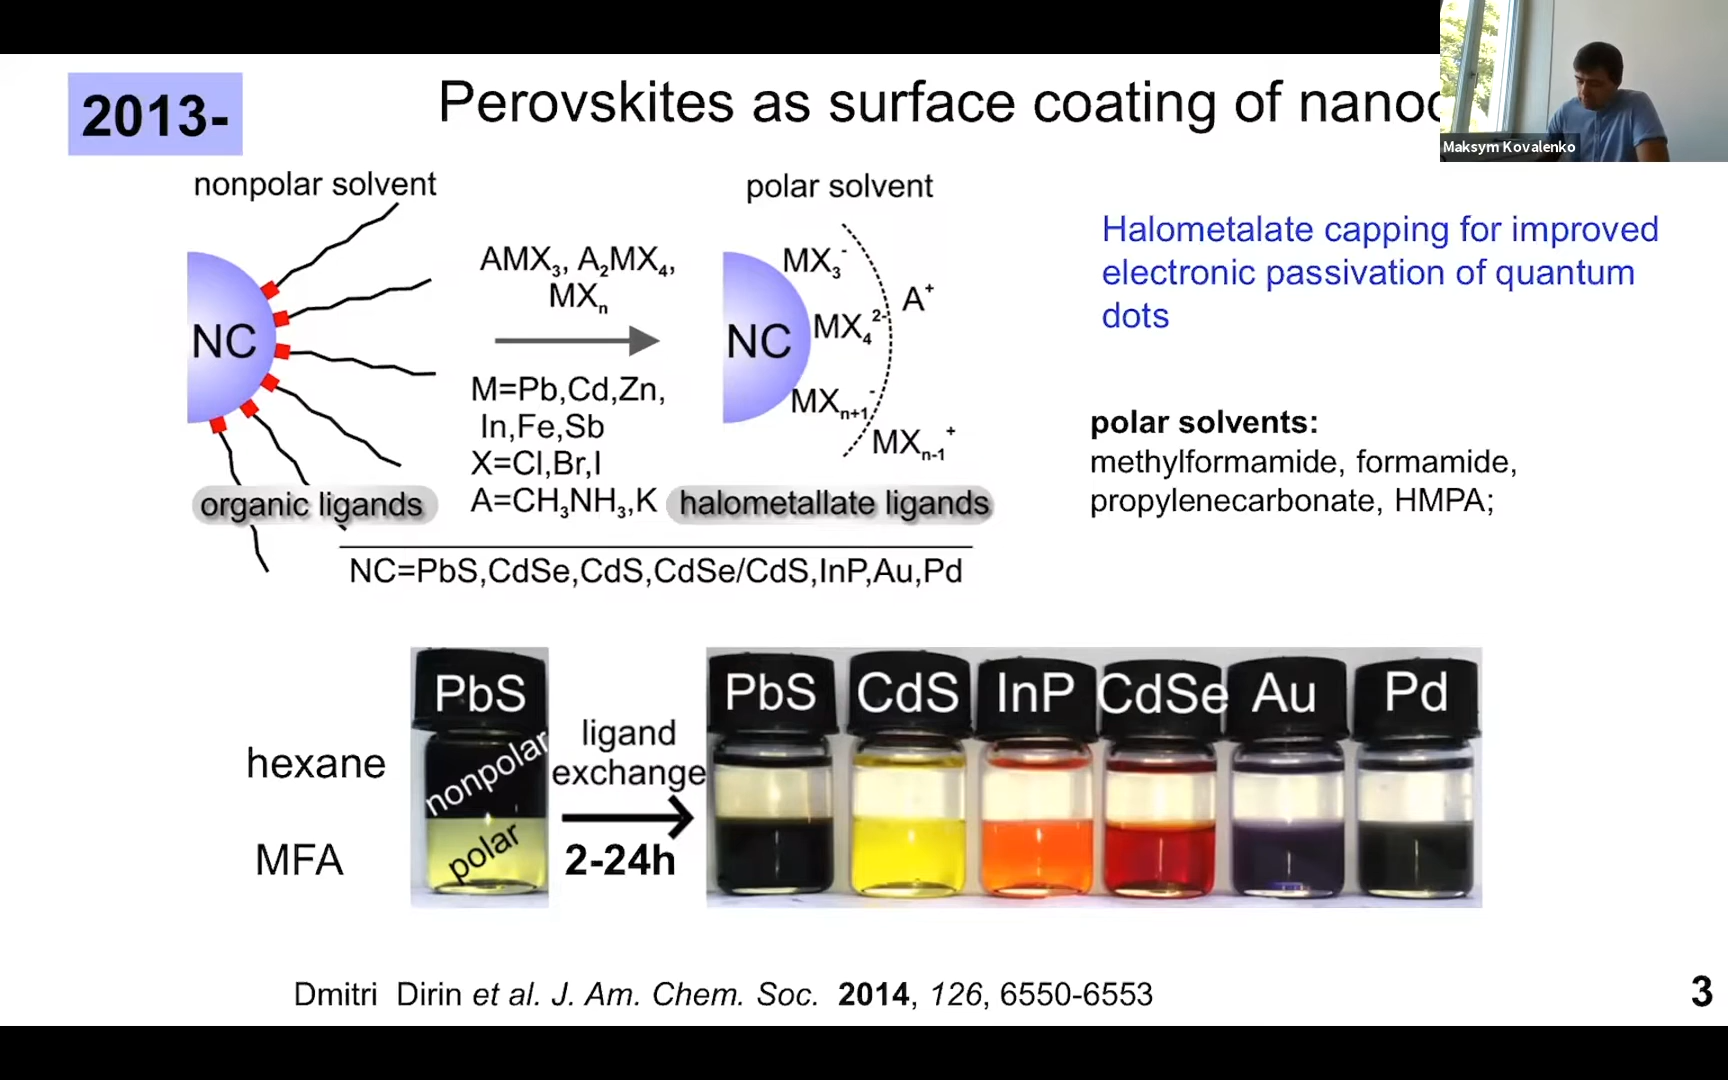 2013-
Perovskites as surface coating of nanoc
Maksym Kovalenko
nonpolar solvent
NC
organic ligands
AMX₃, A₂MX₄,
MXₙ
M=Pb,Cd,Zn,
In,Fe,Sb
X=Cl,Br,I
A=CH₃NH₃,K
polar solvent
NC
MX₃⁻
MX₄²⁻
MXₙ₊₁⁻
A⁺
MXₙ₋₁⁺
halometallate ligands
NC=PbS,CdSe,CdS,CdSe/CdS,InP,Au,Pd
Halometalate capping for improved
electronic passivation of quantum
dots
polar solvents:
methylformamide, formamide,
propylenecarbonate, HMPA;
hexane
MFA
PbS
nonpolar
polar
ligand
exchange
2-24h
PbS CdS InP CdSe Au Pd
Dmitri Dirin et al. J. Am. Chem. Soc. 2014, 126, 6550-6553
3